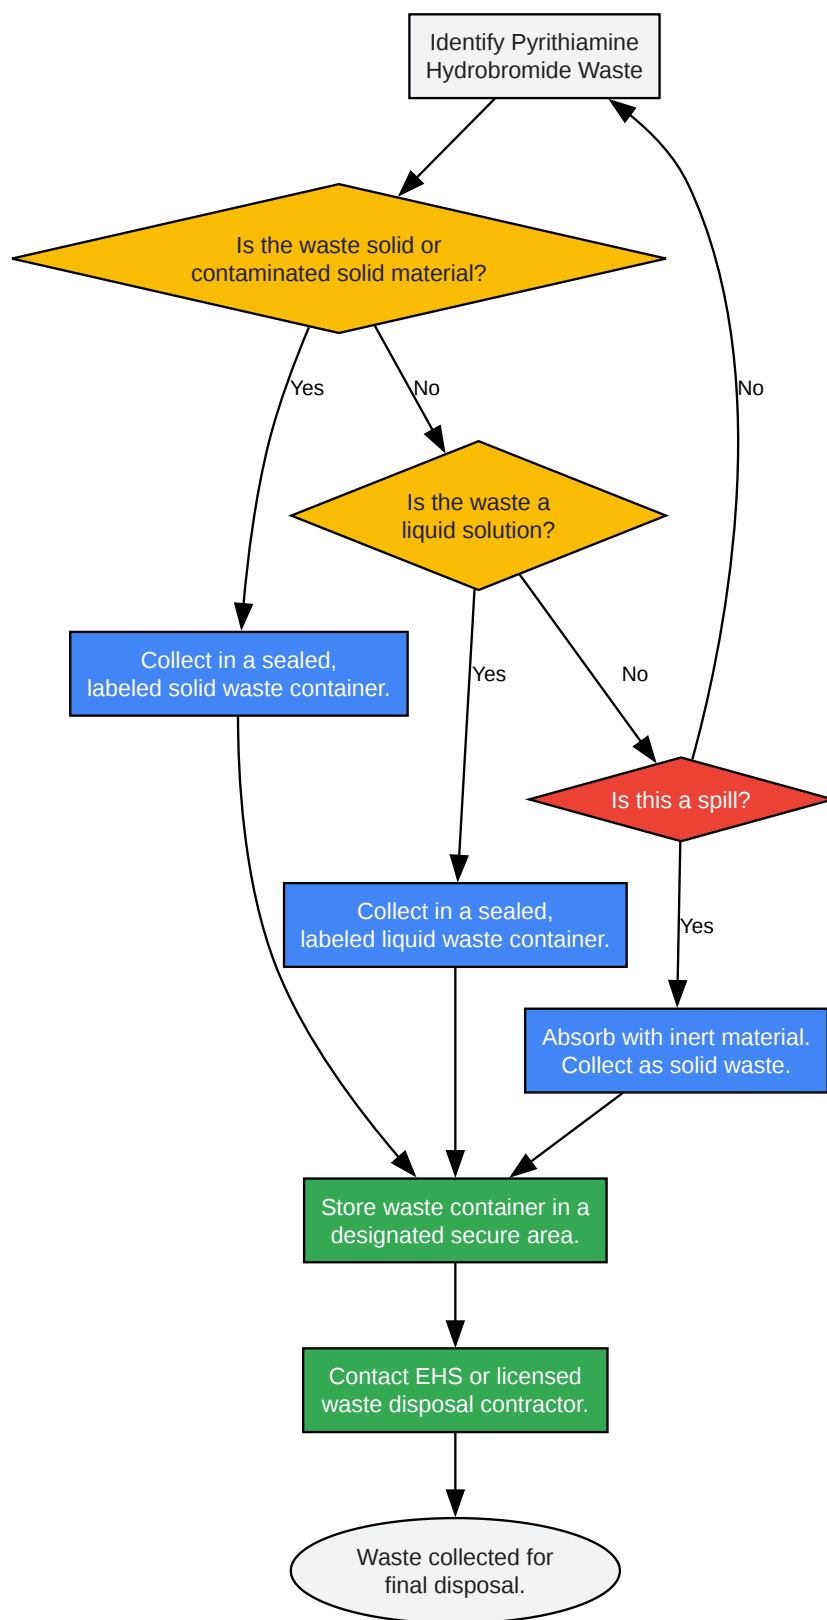 Identify Pyrithiamine
Hydrobromide Waste
Is the waste solid or
contaminated solid material?
Yes
No
No
Is the waste a
liquid solution?
Collect in a sealed,
labeled solid waste container.
Yes
No
Is this a spill?
Collect in a sealed,
labeled liquid waste container.
Yes
Absorb with inert material.
Collect as solid waste.
Store waste container in a
designated secure area.
Contact EHS or licensed
waste disposal contractor.
Waste collected for
final disposal.